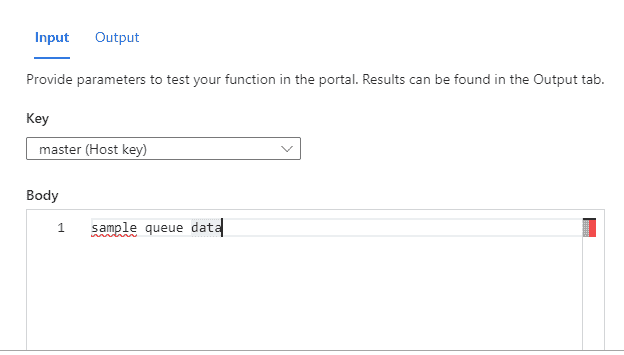 Input Output
Provide parameters to test your function in the portal. Results can be found in the Output tab.
Key
master (Host key)
Body
1 sample queue data